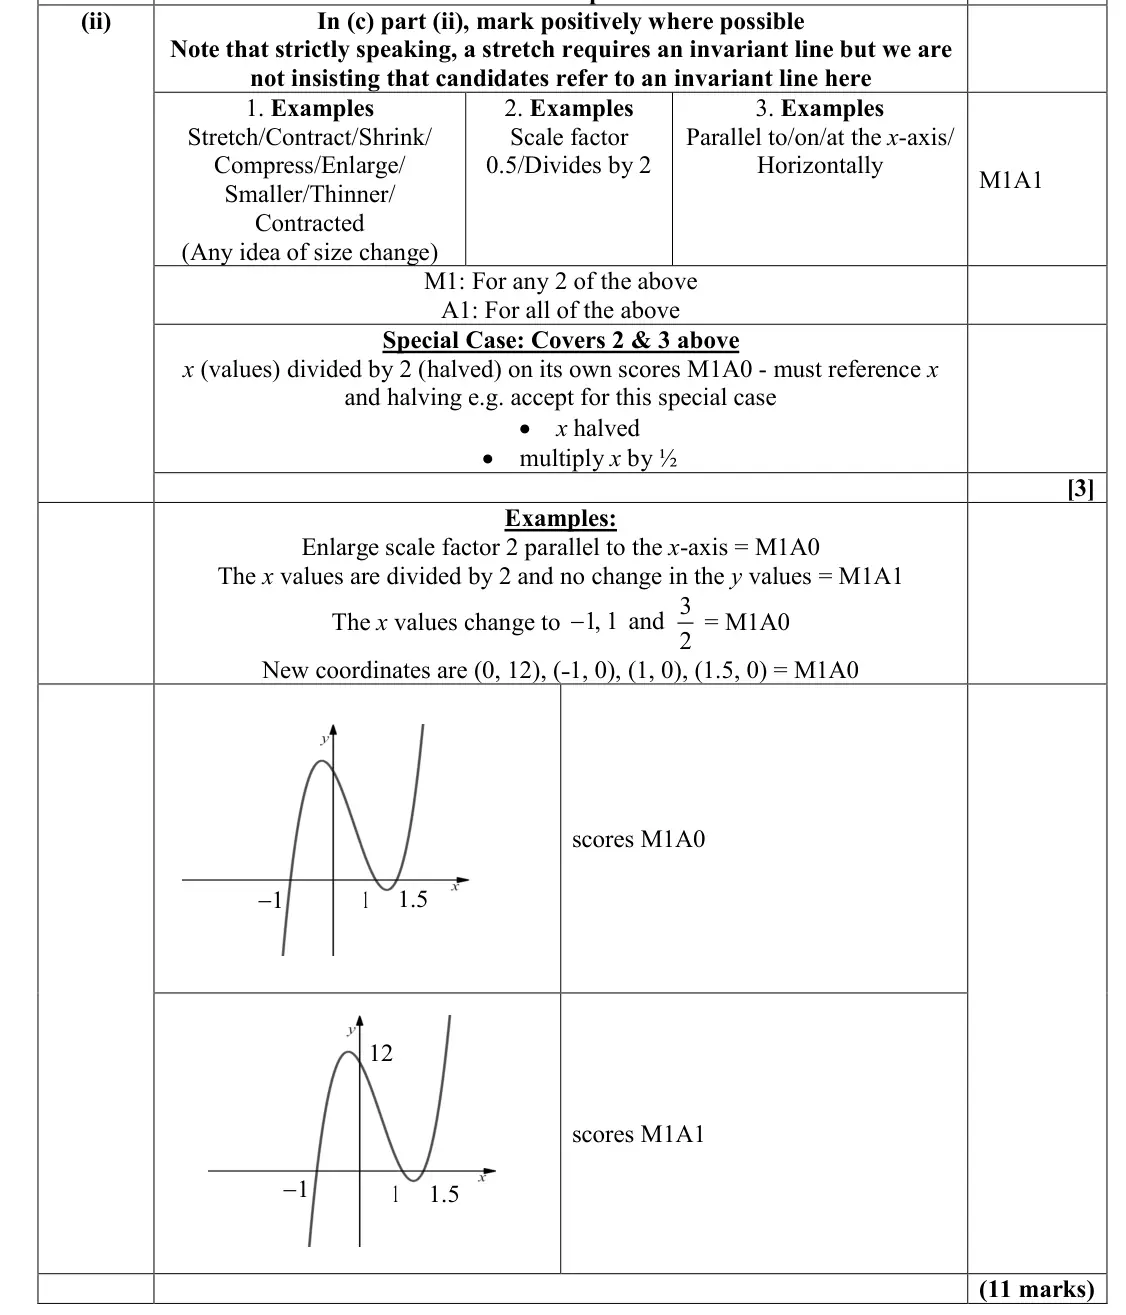 (ii)
In (c) part (ii), mark positively where possible
Note that strictly speaking, a stretch requires an invariant line but we are
not insisting that candidates refer to an invariant line here
1. Examples
Stretch/Contract/Shrink/
Compress/Enlarge/
Smaller/Thinner/
Contracted
(Any idea of size change)
2. Examples
Scale factor
0.5/Divides by 2
3. Examples
Parallel to/on/at the x-axis/
Horizontally
M1A1
M1: For any 2 of the above
A1: For all of the above
Special Case: Covers 2 & 3 above
x (values) divided by 2 (halved) on its own scores M1A0 - must reference x
and halving e.g. accept for this special case
• x halved
• multiply x by ½
[3]
Examples:
Enlarge scale factor 2 parallel to the x-axis = M1A0
The x values are divided by 2 and no change in the y values = M1A1
The x values change to −1, 1 and 3/2 = M1A0
New coordinates are (0, 12), (-1, 0), (1, 0), (1.5, 0) = M1A0
y
x
−1 1 1.5
scores M1A0
y
12
x
−1 1 1.5
scores M1A1
(11 marks)